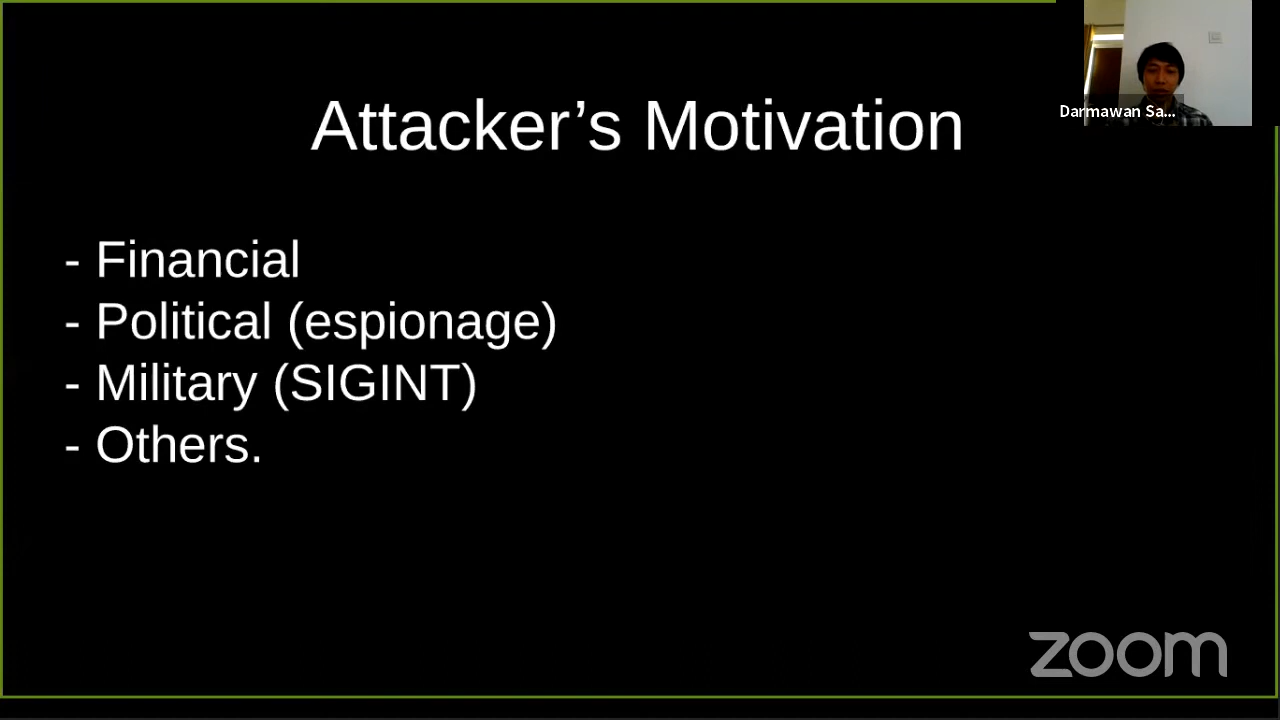 Darmawan Sa...
Attacker’s Motivation
- Financial
- Political (espionage)
- Military (SIGINT)
- Others.
zoom